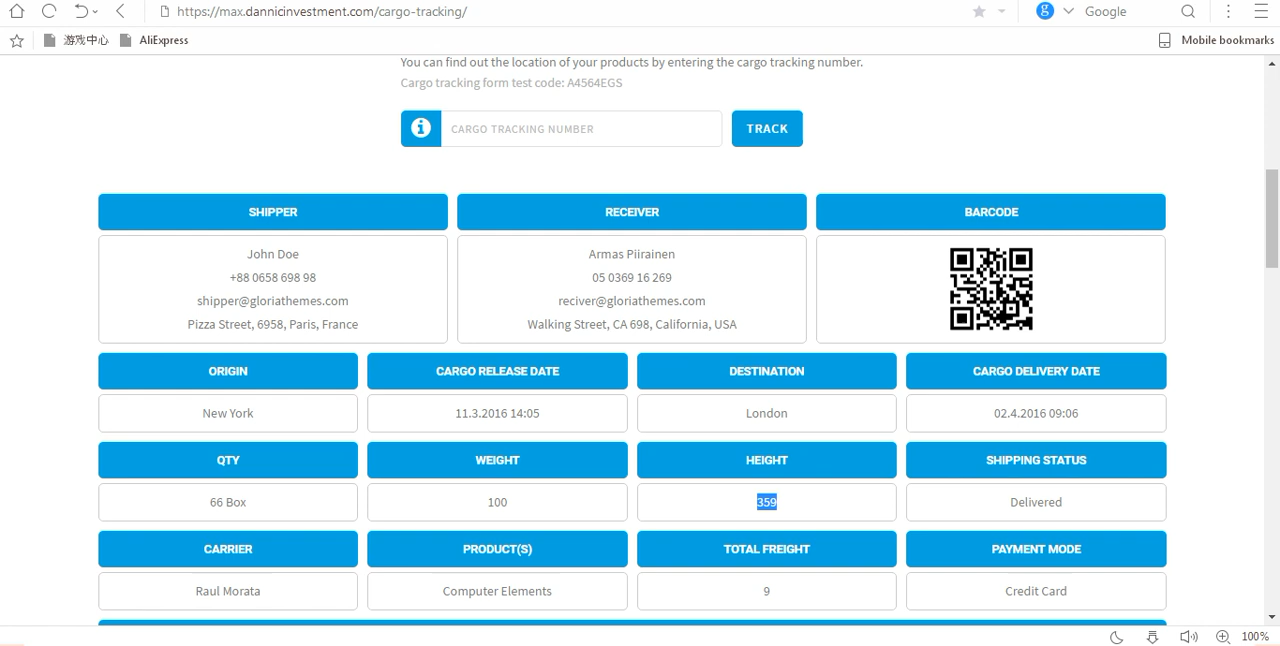 https://max.dannicinvestment.com/cargo-tracking/
Google
游戏中心
AliExpress
Mobile bookmarks
You can find out the location of your products by entering the cargo tracking number.
Cargo tracking form test code: A4564EGS
CARGO TRACKING NUMBER
TRACK
SHIPPER
RECEIVER
BARCODE
John Doe
+88 0658 698 98
shipper@gloriathemes.com
Pizza Street, 6958, Paris, France
Armas Piirainen
05 0369 16 269
reciver@gloriathemes.com
Walking Street, CA 698, California, USA
ORIGIN
CARGO RELEASE DATE
DESTINATION
CARGO DELIVERY DATE
New York
11.3.2016 14:05
London
02.4.2016 09:06
QTY
WEIGHT
HEIGHT
SHIPPING STATUS
66 Box
100
359
Delivered
CARRIER
PRODUCT(S)
TOTAL FREIGHT
PAYMENT MODE
Raul Morata
Computer Elements
9
Credit Card
100%